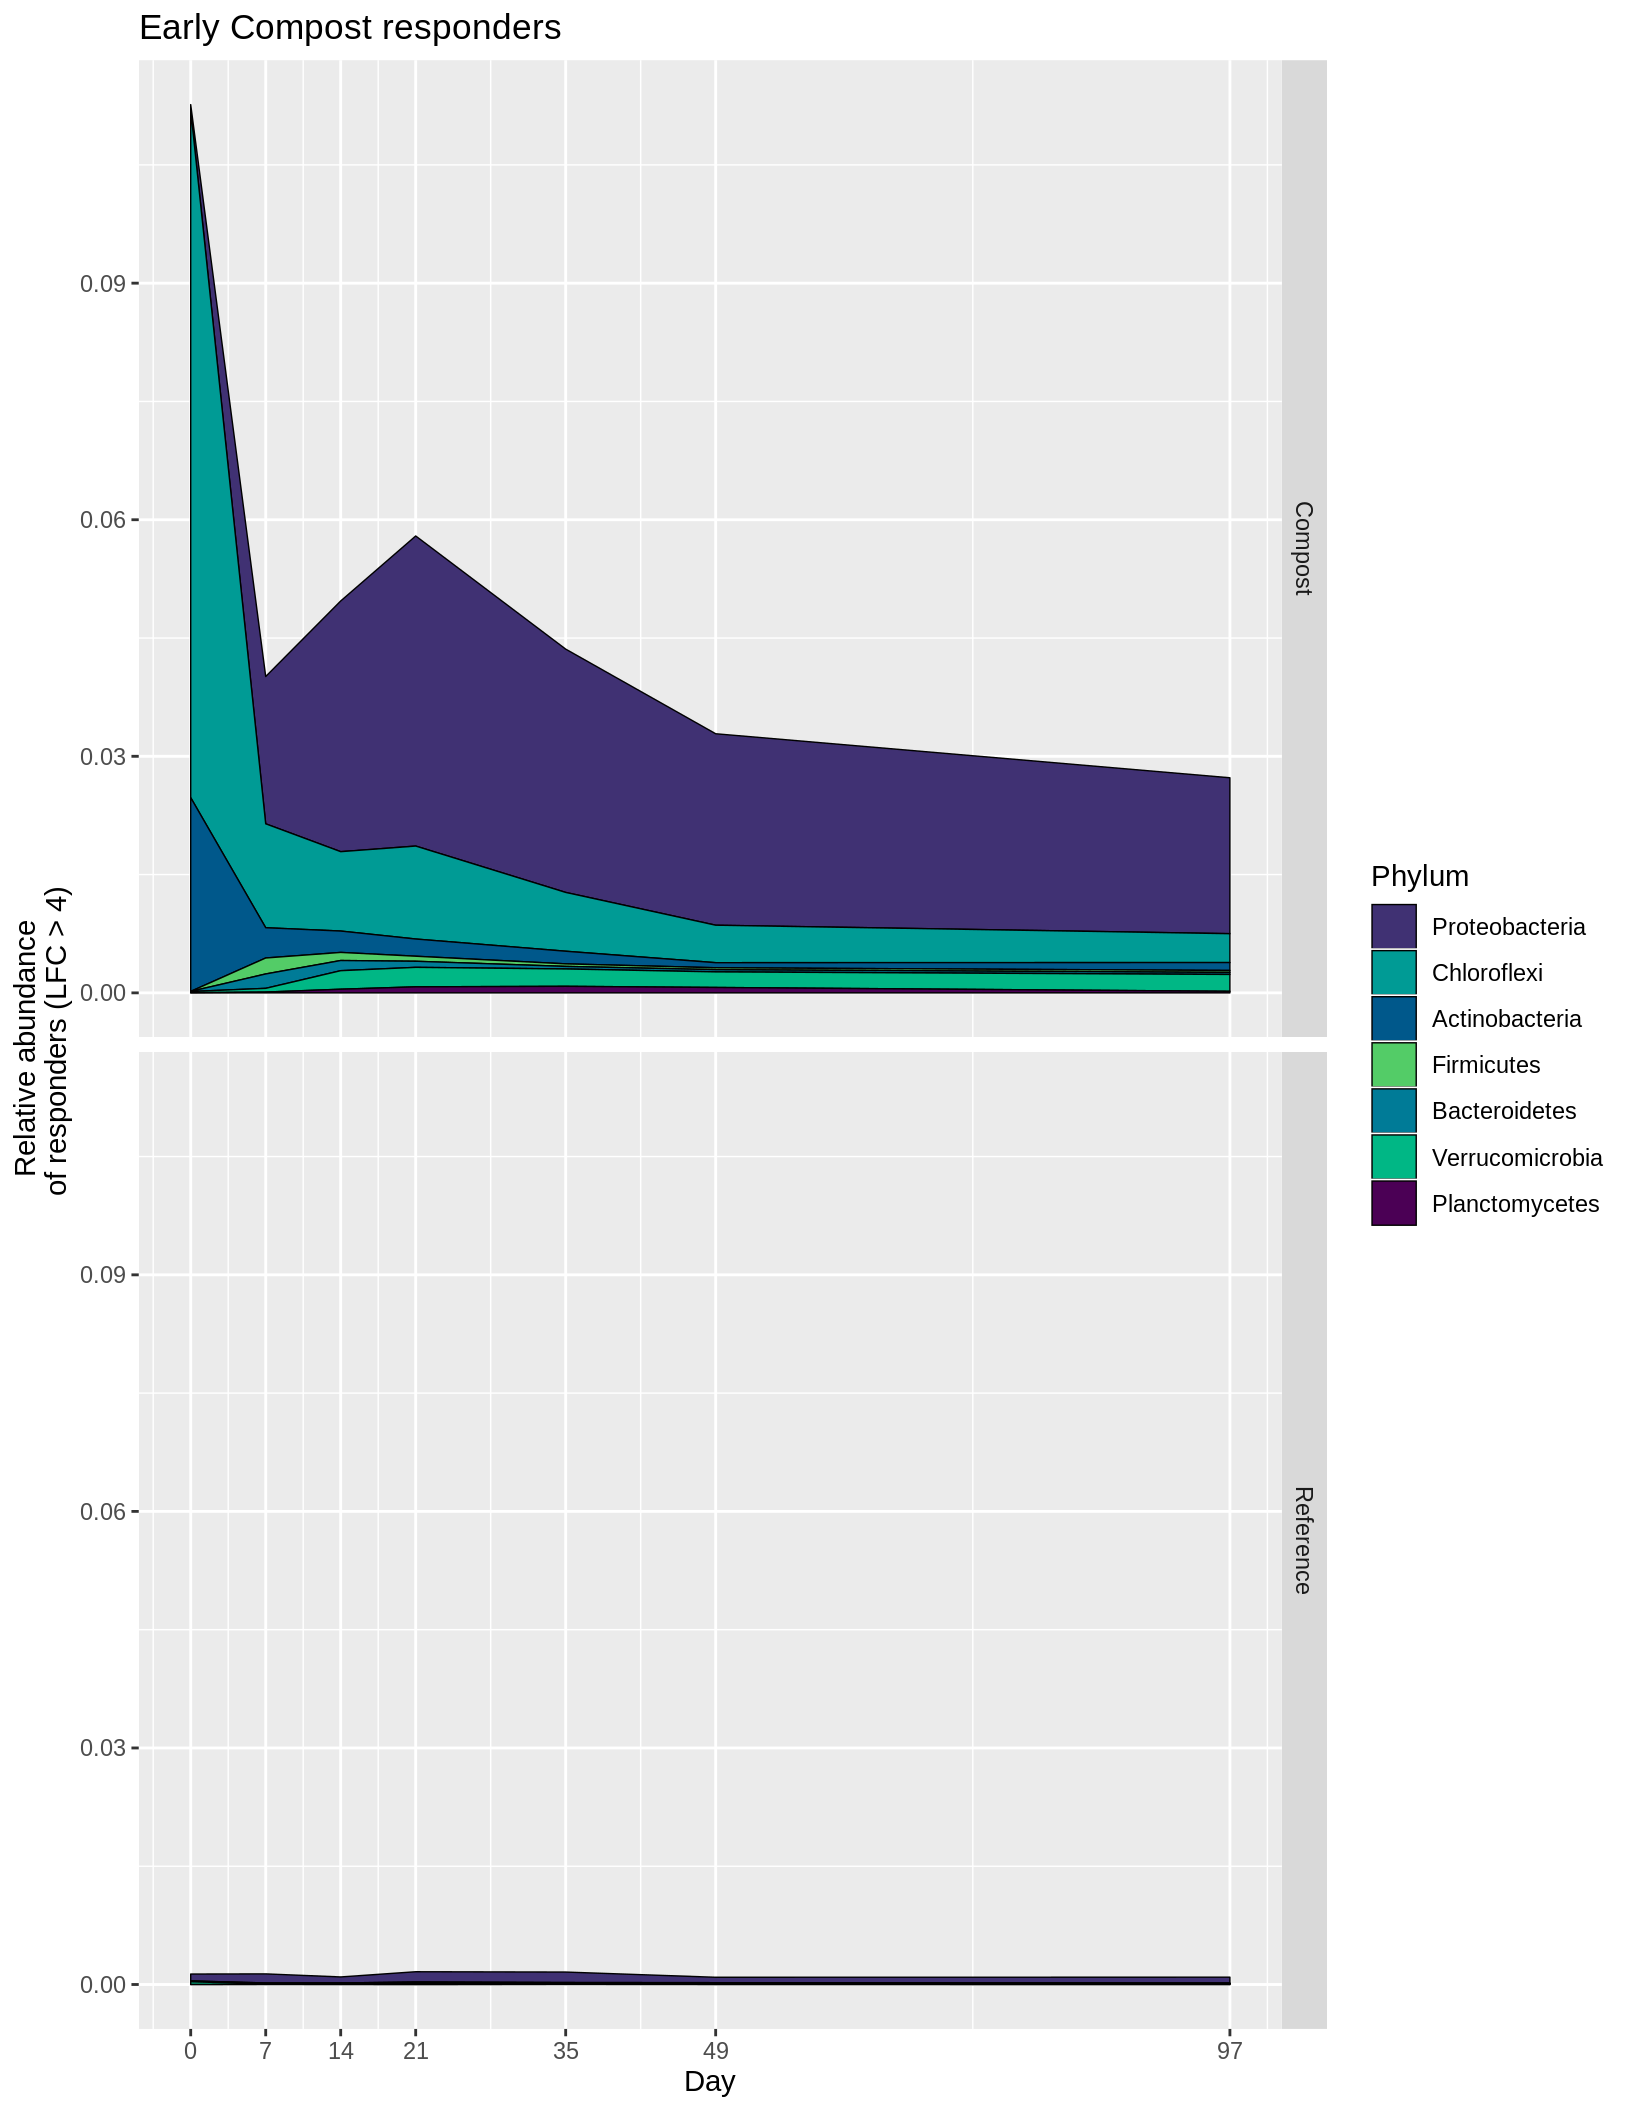 Early Compost responders
Relative abundance
of responders (LFC > 4)
0.09
0.06
0.03
0.00
Compost
0.09
0.06
0.03
0.00
Reference
0 7 14 21 35 49 97
Day
Phylum
Proteobacteria
Chloroflexi
Actinobacteria
Firmicutes
Bacteroidetes
Verrucomicrobia
Planctomycetes